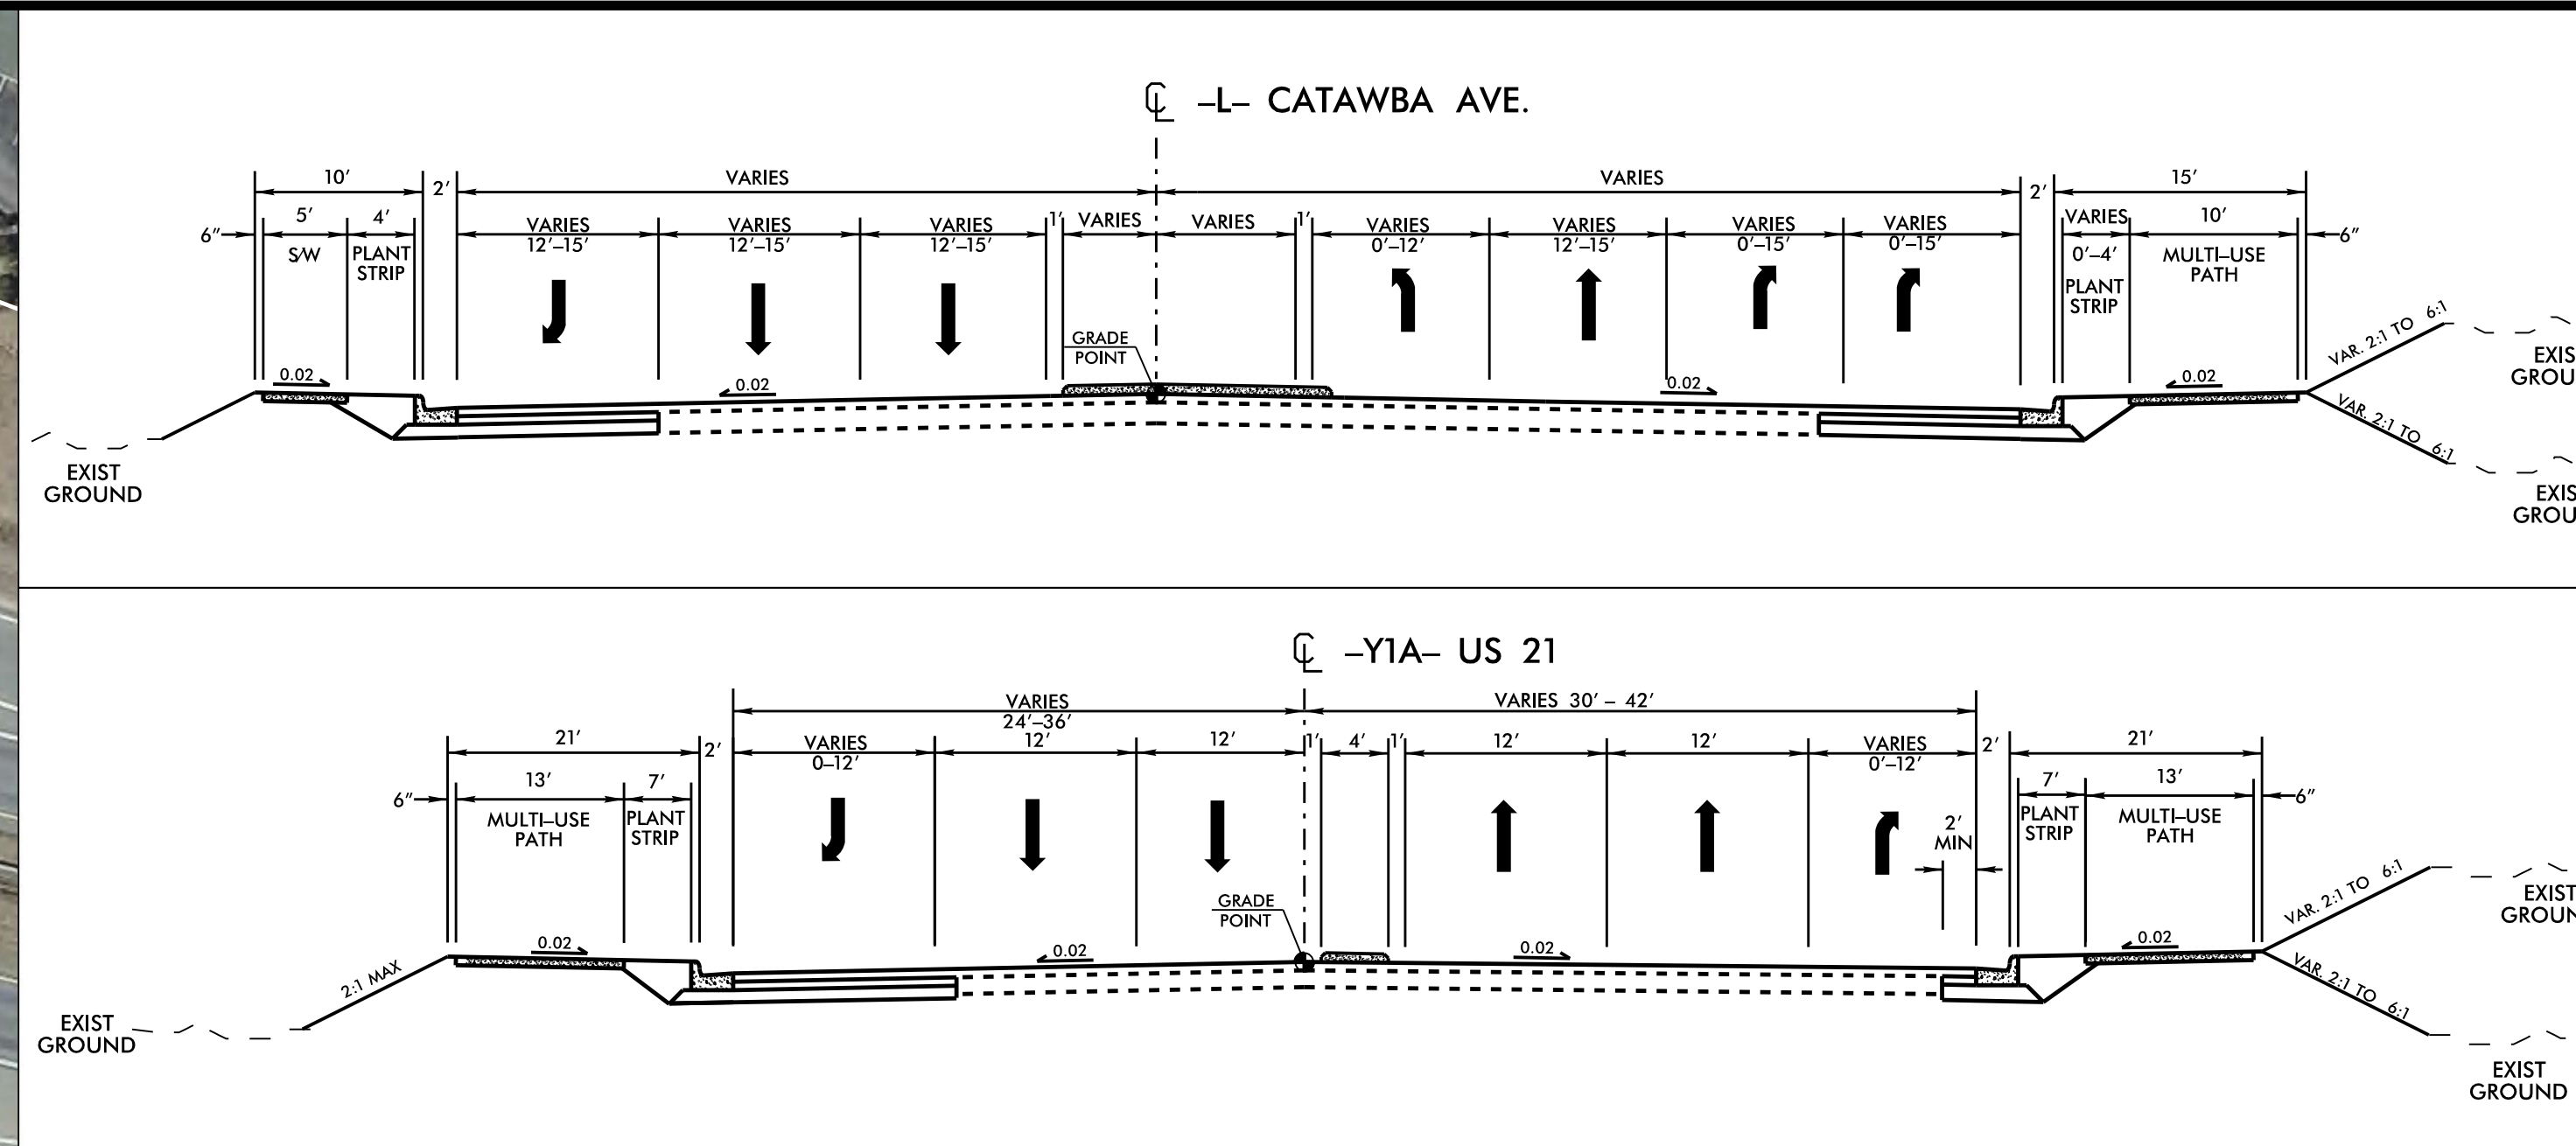 ℄ –L– CATAWBA AVE.
10' 2' VARIES VARIES 2' 15'
6" 5' 4' VARIES VARIES VARIES 1' VARIES VARIES 1' VARIES VARIES VARIES VARIES VARIES 10' 6"
12'–15' 12'–15' 12'–15' 0'–12' 12'–15' 0'–15' 0'–15' 0'–4'
S/W PLANT MULTI–USE
STRIP PATH
PLANT
STRIP
GRADE
POINT
VAR. 2:1 TO 6:1
0.02 0.02 0.02 0.02
VAR. 2:1 TO 6:1
EXIST
GROUND
℄ –Y1A– US 21
VARIES VARIES 30' – 42'
24'–36'
21' 2' VARIES 12' 12' 1' 4' 1' 12' 12' VARIES 2' 21'
0–12' 0'–12'
6" 13' 7' 7' 13' 6"
MULTI–USE PLANT PLANT MULTI–USE
PATH STRIP STRIP PATH
2'
MIN
GRADE
POINT
VAR. 2:1 TO 6:1
2:1 MAX 0.02 0.02 0.02 0.02
VAR. 2:1 TO 6:1
EXIST
GROUND
EXIST
EXIST
GROUND